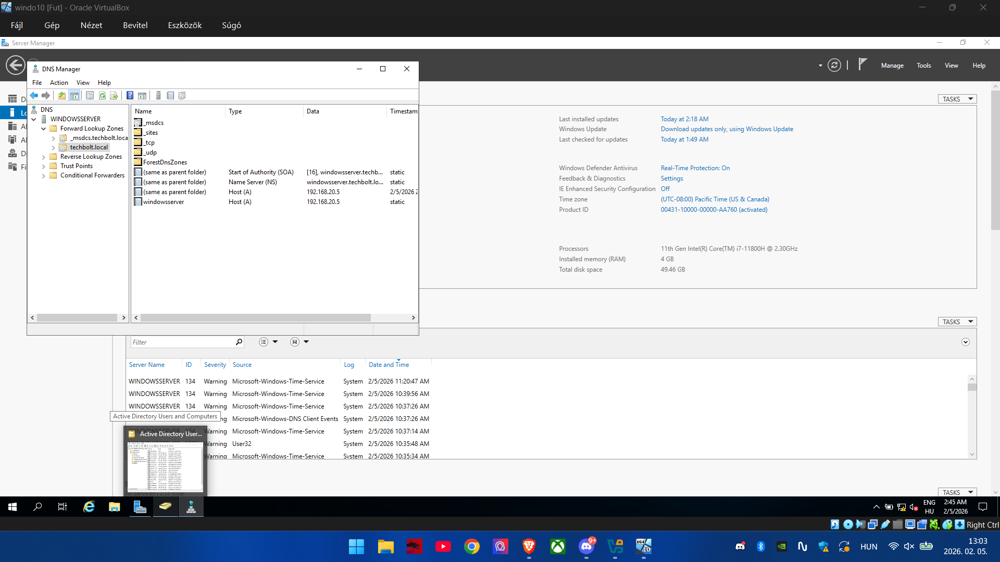 windo10 [Fut] - Oracle VirtualBox
Fájl Gép Nézet Bevitel Eszközök Súgó
Server Manager
Manage Tools View Help
DNS Manager
File Action View Help
DNS
WINDOWSSERVER
Forward Lookup Zones
_msdcs.techbolt.loca
techbolt.local
Reverse Lookup Zones
Trust Points
Conditional Forwarders
Name Type Data Timestam
_msdcs
_sites
_tcp
_udp
ForestDnsZones
(same as parent folder) Start of Authority (SOA) [16], windowsserver.techb... static
(same as parent folder) Name Server (NS) windowsserver.techbolt.lo... static
(same as parent folder) Host (A) 192.168.20.5 2/5/2026 2
windowsserver Host (A) 192.168.20.5 static
TASKS
Last installed updates Today at 2:18 AM
Windows Update Download updates only, using Windows Update
Last checked for updates Today at 1:49 AM
Windows Defender Antivirus Real-Time Protection: On
Feedback & Diagnostics Settings
IE Enhanced Security Configuration Off
Time zone (UTC-08:00) Pacific Time (US & Canada)
Product ID 00431-10000-00000-AA760 (activated)
Processors 11th Gen Intel(R) Core(TM) i7-11800H @ 2.30GHz
Installed memory (RAM) 4 GB
Total disk space 49.46 GB
TASKS
Filter
Server Name ID Severity Source Log Date and Time
WINDOWSSERVER 134 Warning Microsoft-Windows-Time-Service System 2/5/2026 11:20:47 AM
WINDOWSSERVER 134 Warning Microsoft-Windows-Time-Service System 2/5/2026 10:39:56 AM
WINDOWSSERVER 134 Warning Microsoft-Windows-Time-Service System 2/5/2026 10:37:26 AM
Active Directory Users and Computers
ng Microsoft-Windows-DNS Client Events System 2/5/2026 10:37:26 AM
WINDOWSSERVER 134 Warning Microsoft-Windows-Time-Service System 2/5/2026 10:37:14 AM
Active Directory User...
Warning User32 System 2/5/2026 10:35:48 AM
Warning Microsoft-Windows-Time-Service System 2/5/2026 10:35:34 AM
TASKS
ENG
HU
2:45 AM
2/5/2026
Right Ctrl
9+
x64
10
HUN
13:03
2026. 02. 05.